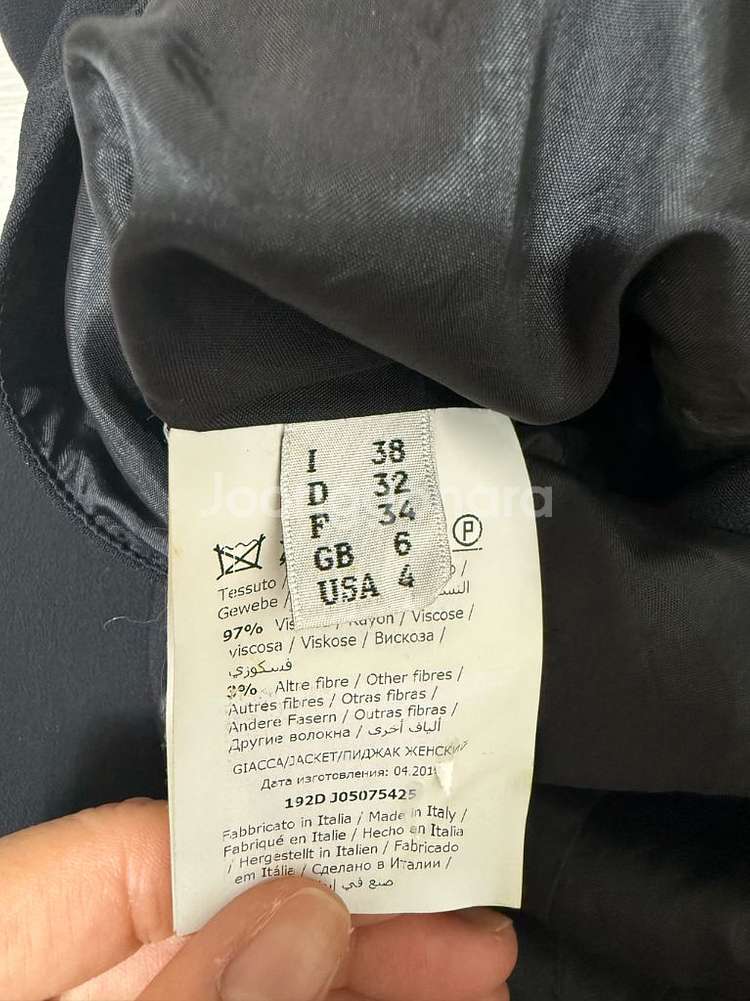 I 38
D 32
F 34
GB 6
USA 4
P
Tessuto /
Gewebe /
97% Rayon / Viscose /
viscosa / Viskose / Вискоза /
فسكوزي
3% Altre fibre / Other fibres /
Autres fibres / Otras fibras /
Andere Fasern / Outras fibras /
Другие волокна / ألياف أخرى /
GIACCA/JACKET/ПИДЖАК ЖЕНСКИЙ
Дата изготовления: 04.201
192D J05075425
Fabbricato in Italia / Made in Italy /
Fabriqué en Italie / Hecho en Italia
/ Hergestellt in Italien / Fabricado
em Itália / Сделано в Италии /
صنع في